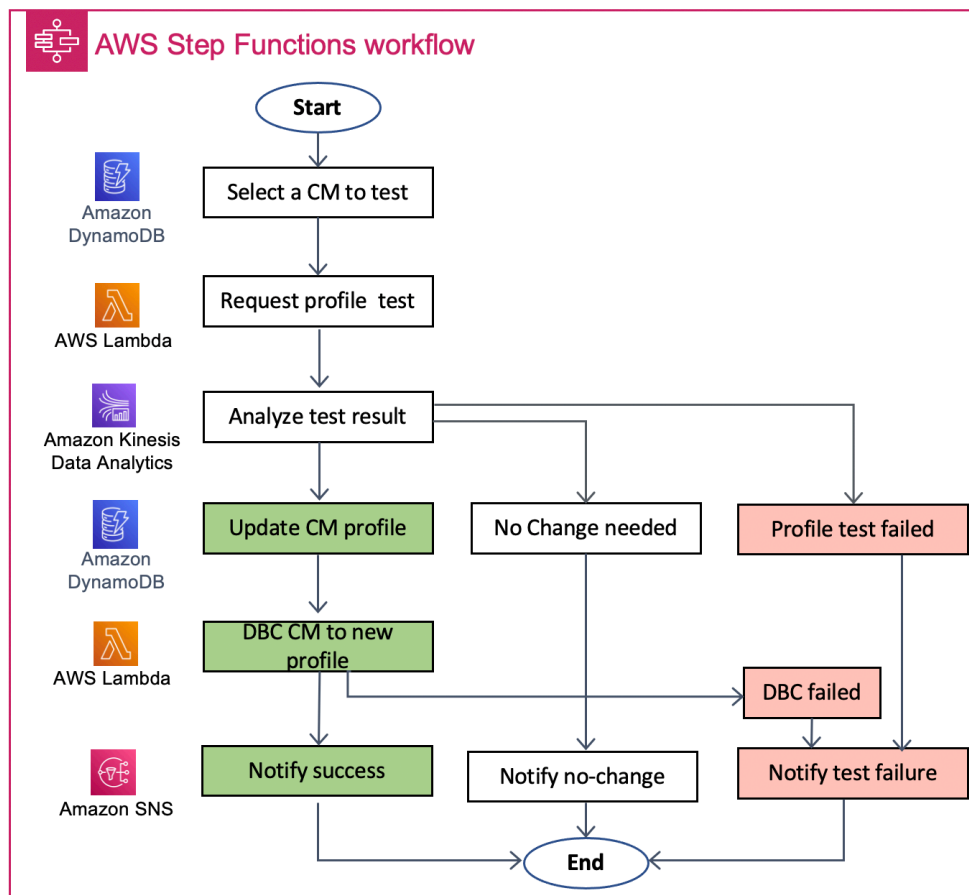 AWS Step Functions workflow
Start
Amazon
DynamoDB
Select a CM to test
AWS Lambda
Request profile test
Amazon Kinesis
Data Analytics
Analyze test result
Amazon
DynamoDB
Update CM profile
No Change needed
Profile test failed
AWS Lambda
DBC CM to new
profile
DBC failed
Amazon SNS
Notify success
Notify no-change
Notify test failure
End